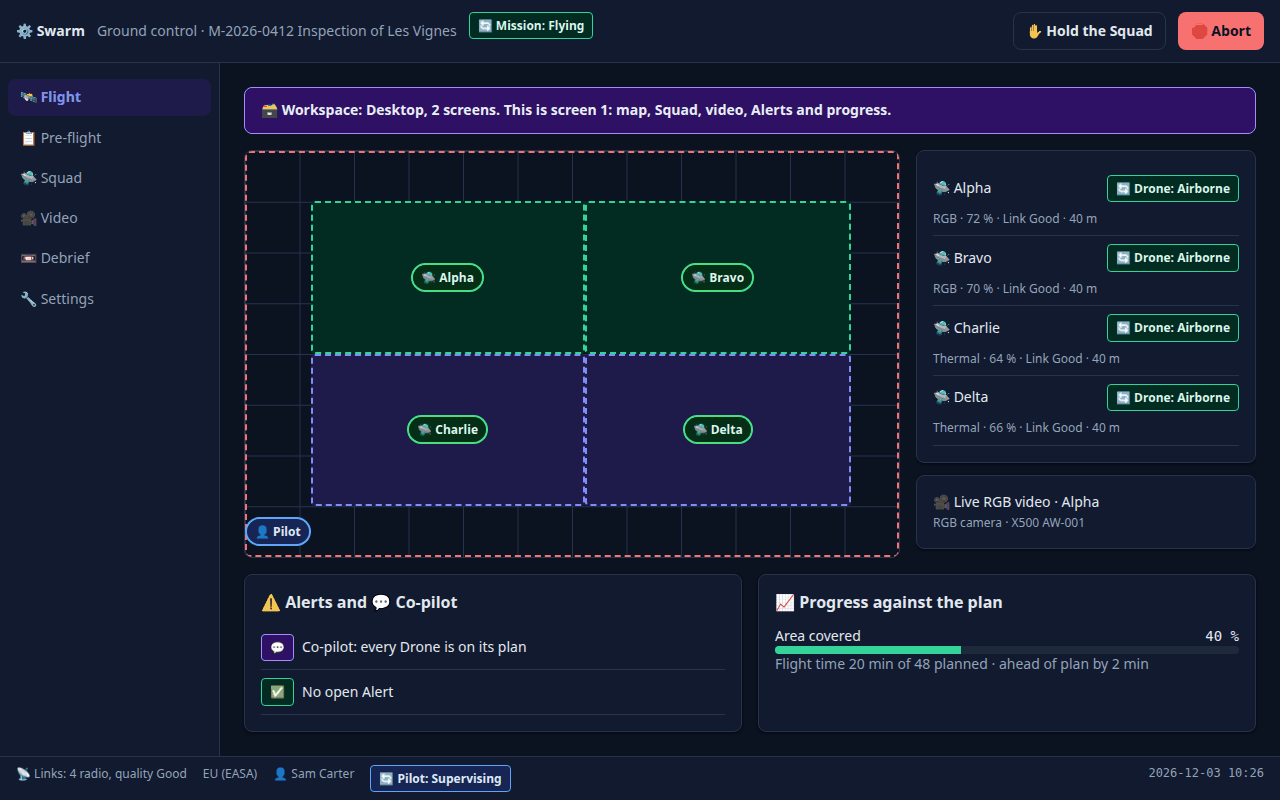 ⚙️ Swarm Ground control · M-2026-0412 Inspection of Les Vignes 🔄 Mission: Flying ✋ Hold the Squad 🛑 Abort
🛰️ Flight
📋 Pre-flight
🛸 Squad
🎥 Video
📼 Debrief
🔧 Settings
🗃️ Workspace: Desktop, 2 screens. This is screen 1: map, Squad, video, Alerts and progress.
🛸 Alpha
🛸 Bravo
🛸 Charlie
🛸 Delta
👤 Pilot
🛸 Alpha 🔄 Drone: Airborne
RGB · 72 % · Link Good · 40 m
🛸 Bravo 🔄 Drone: Airborne
RGB · 70 % · Link Good · 40 m
🛸 Charlie 🔄 Drone: Airborne
Thermal · 64 % · Link Good · 40 m
🛸 Delta 🔄 Drone: Airborne
Thermal · 66 % · Link Good · 40 m
🎥 Live RGB video · Alpha
RGB camera · X500 AW-001
⚠️ Alerts and 💬 Co-pilot
💬 Co-pilot: every Drone is on its plan
✅ No open Alert
📈 Progress against the plan
Area covered 40 %
Flight time 20 min of 48 planned · ahead of plan by 2 min
📡 Links: 4 radio, quality Good EU (EASA) 👤 Sam Carter 🔄 Pilot: Supervising 2026-12-03 10:26